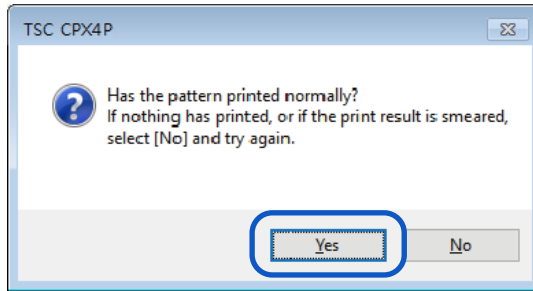 TSC CPX4P
Has the pattern printed normally?
If nothing has printed, or if the print result is smeared,
select [No] and try again.
Yes
No